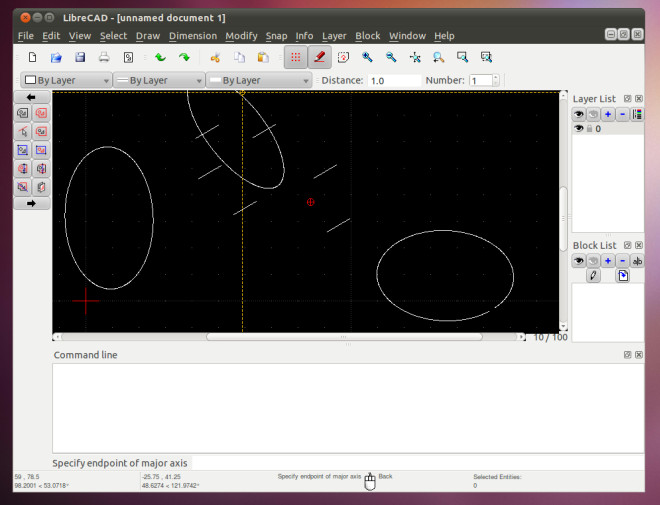 LibreCAD - [unnamed document 1]
File Edit View Select Draw Dimension Modify Snap Info Layer Block Window Help
By Layer By Layer By Layer Distance: 1.0 Number: 1
Layer List
0
Block List
ab
10 / 100
Command line
Specify endpoint of major axis
59 , 78.5 -25.75 , 41.25 Specify endpoint of major axis Back Selected Entities:
98.2001 < 53.0718° 48.6274 < 121.9742° 0